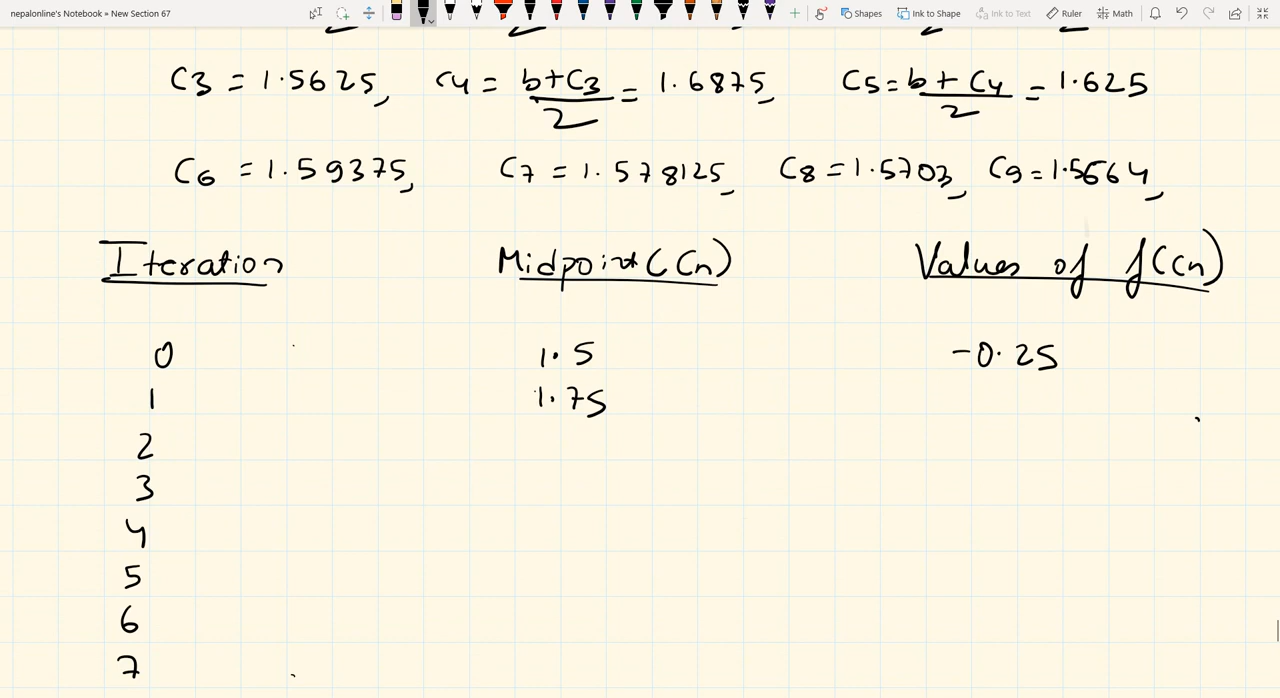 nepalonline's Notebook » New Section 67
Shapes Ink to Shape Ink to Text Ruler Math
C3 = 1.5625, C4 = b+C3/2 = 1.6875, C5 = b+C4/2 = 1.625
C6 = 1.59375, C7 = 1.578125, C8 = 1.5703, C9 = 1.5664,
Iteration Midpoint (Cn) Values of f(Cn)
0 1.5 -0.25
1 1.75
2
3
4
5
6
7